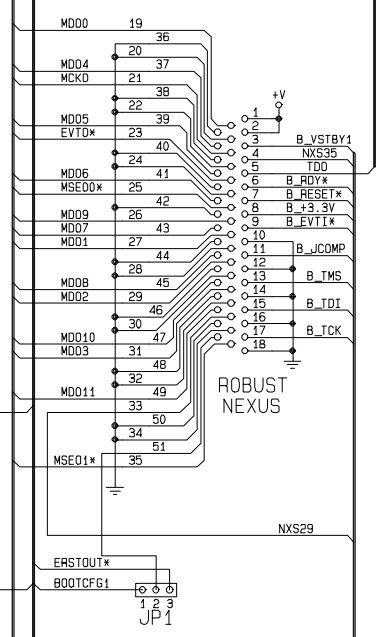 MDO0 19
36
20
MDO4 37
MCKO 21
38
22
MDO5 39
EVTO* 23
40
24
MDO6 41
MSEO0* 25
42
MDO9 26
MDO7 43
MDO1 27
44
28
MDO8 45
MDO2 29
46
30
MDO10 47
MDO3 31
48
32
MDO11 49
33
50
34
51
MSEO1* 35
+V
1
2
3 B_VSTBY1
4 NXS35
5 TDO
6 B_RDY*
7 B_RESET*
8 B_+3.3V
9 B_EVTI*
10
11 B_JCOMP
12
13 B_TMS
14
15 B_TDI
16
17 B_TCK
18
ROBUST
NEXUS
NXS29
ERSTOUT*
BOOTCFG1
1 2 3
JP1